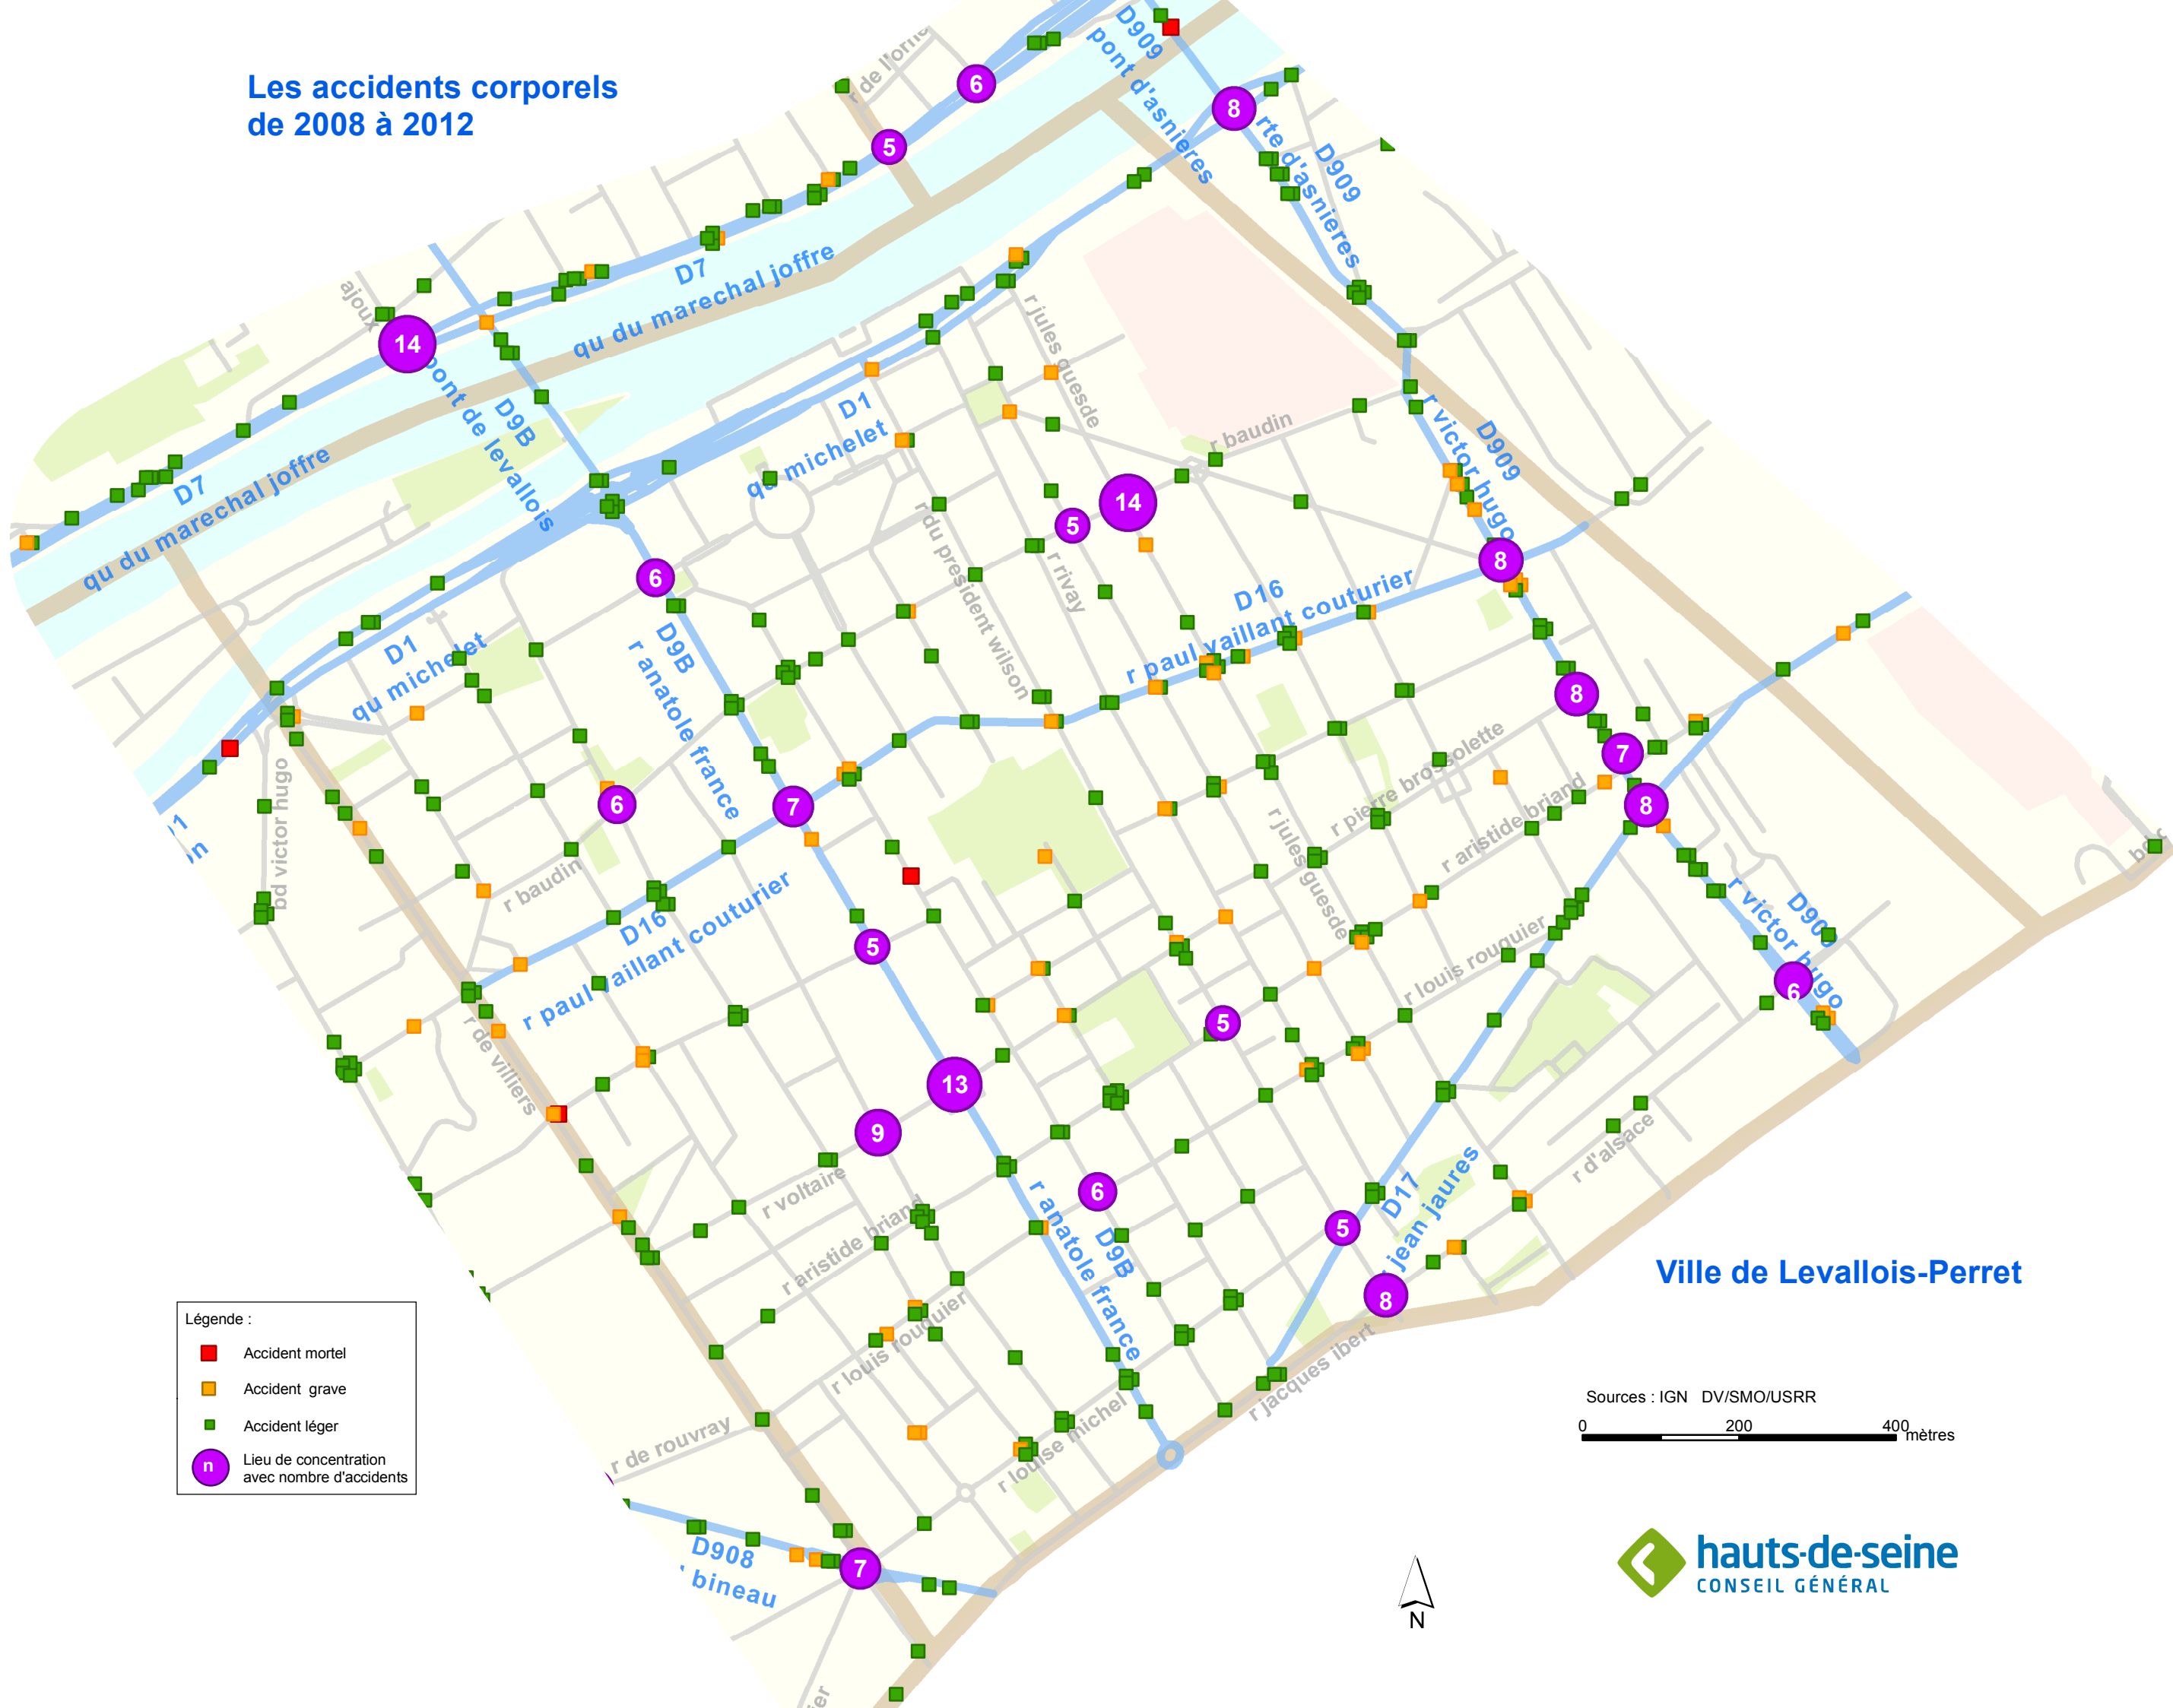 Les accidents corporels
de 2008 à 2012
r de l'orne
D909
pont d'asnieres
6
8
5
rte d'asnieres
D909
D7
qu du marechal joffre
ajoux
14
pont de levallois
D9B
r jules guesde
D1
qu michelet
r baudin
r victor hugo
D909
D7
qu du marechal joffre
r du president wilson
14
5
r rivay
8
6
D16
r paul vaillant couturier
D1
qu michelet
D9B
r anatole france
8
7
8
r pierre brossolette
r aristide briand
bd victor hugo
6
7
r jules guesde
r baudin
D16
r paul vaillant couturier
5
r louis rouquier
r victor hugo
D909
6
5
r de villiers
13
9
r voltaire
r aristide briand
6
r anatole france
D9B
r d'alsace
D17
r jean jaures
5
8
Ville de Levallois-Perret
r louis rouquier
r jacques ibert
r louise michel
r de rouvray
D908
bineau
7
Légende :
Accident mortel
Accident grave
Accident léger
n
Lieu de concentration
avec nombre d'accidents
Sources : IGN DV/SMO/USRR
0 200 400
mètres
hauts-de-seine
CONSEIL GÉNÉRAL
N